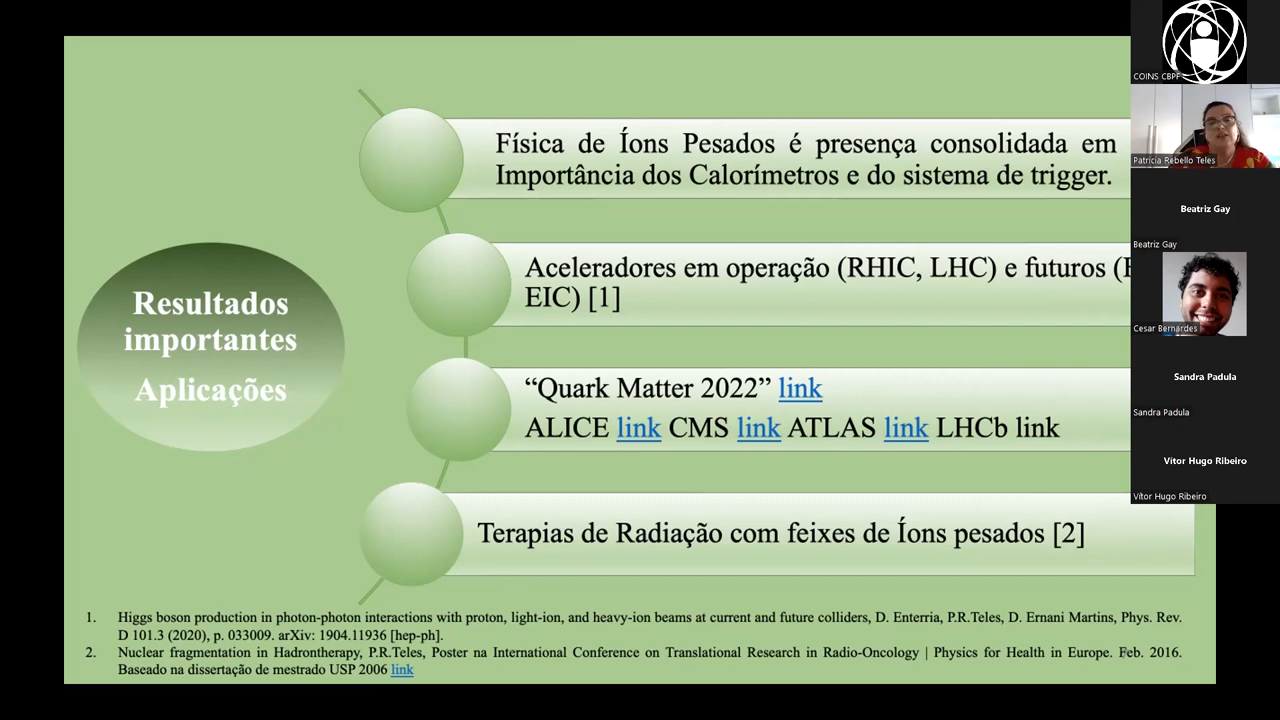 Resultados
importantes
Aplicações
Física de Íons Pesados é presença consolidada em
Importância dos Calorímetros e do sistema de trigger.
Aceleradores em operação (RHIC, LHC) e futuros (
EIC) [1]
“Quark Matter 2022” link
ALICE link CMS link ATLAS link LHCb link
Terapias de Radiação com feixes de Íons pesados [2]
1. Higgs boson production in photon-photon interactions with proton, light-ion, and heavy-ion beams at current and future colliders, D. Enterria, P.R.Teles, D. Ernani Martins, Phys. Rev.
D 101.3 (2020), p. 033009. arXiv: 1904.11936 [hep-ph].
2. Nuclear fragmentation in Hadrontherapy, P.R.Teles, Poster na International Conference on Translational Research in Radio-Oncology | Physics for Health in Europe. Feb. 2016.
Baseado na dissertação de mestrado USP 2006 link
COINS CBPF
Patricia Rebello Teles
Beatriz Gay
Beatriz Gay
Cesar Bernardes
Sandra Padula
Sandra Padula
Vítor Hugo Ribeiro
Vítor Hugo Ribeiro